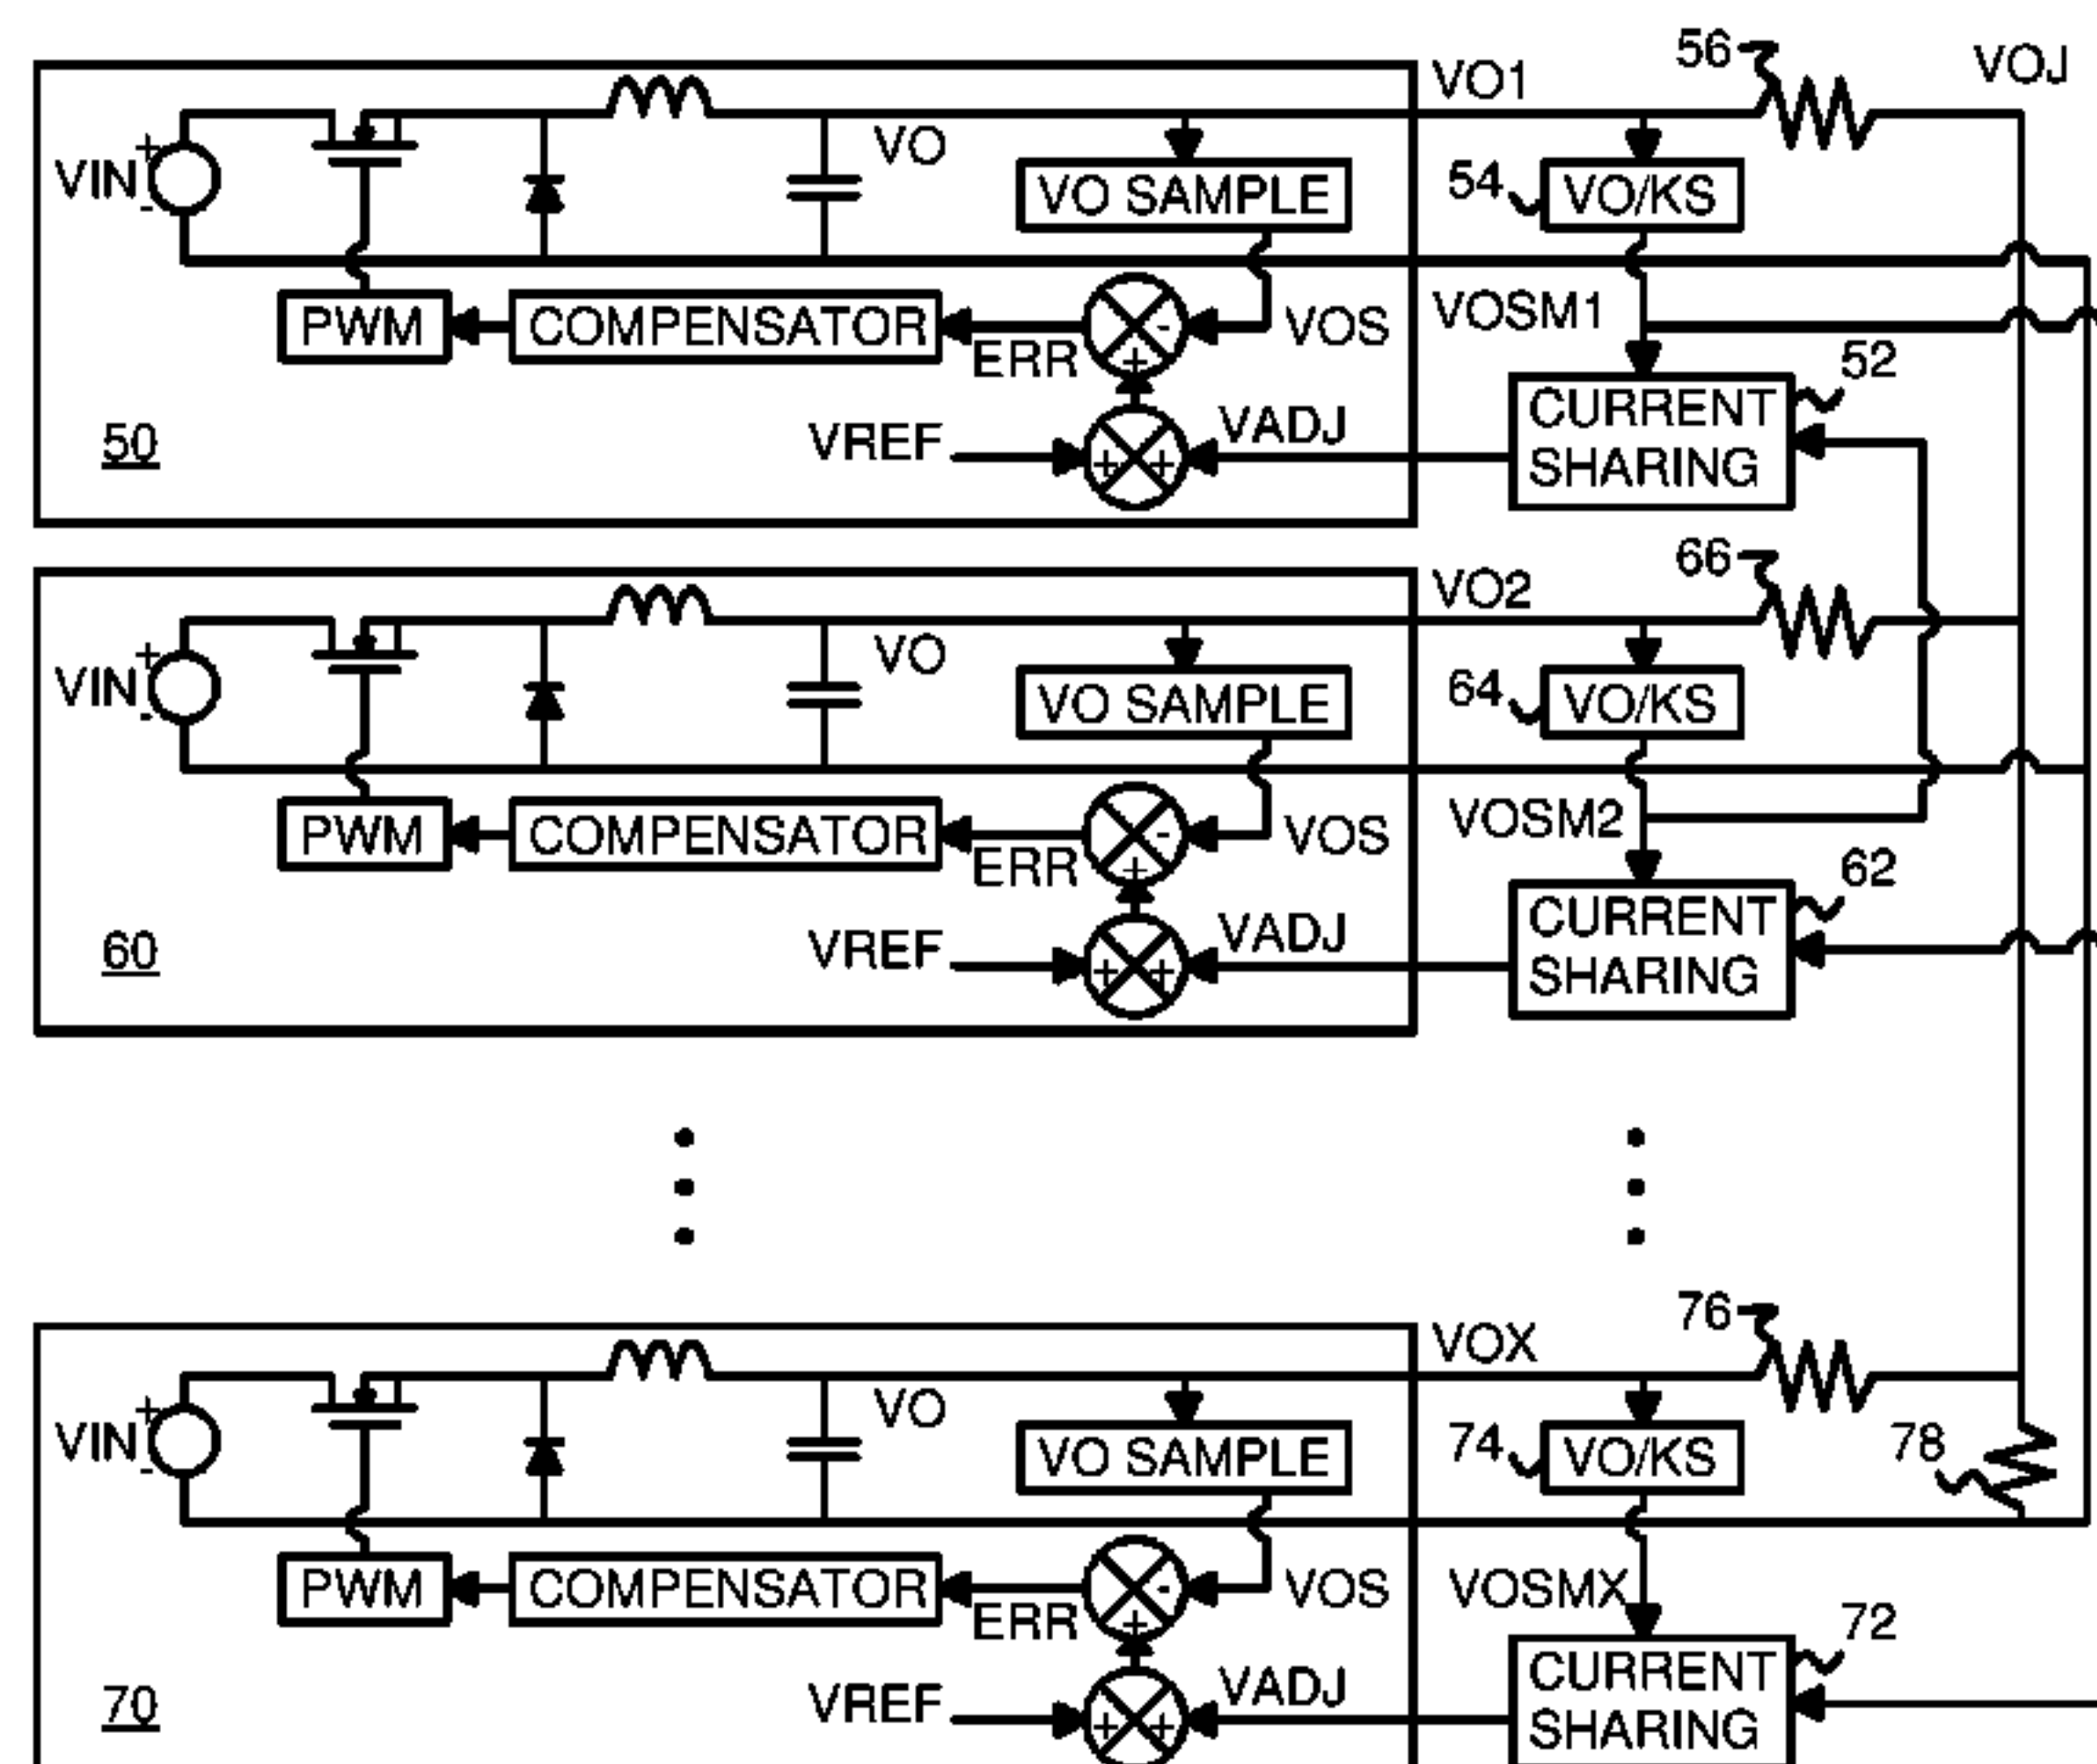 56
VOJ
VO1
VIN
+
-
VO
VO SAMPLE
54
VO/KS
PWM
COMPENSATOR
ERR
-
+
VOS
VOSM1
52
CURRENT
SHARING
VREF
+
+
VADJ
50
66
VO2
VIN
+
-
VO
VO SAMPLE
64
VO/KS
PWM
COMPENSATOR
ERR
-
+
VOS
VOSM2
62
CURRENT
SHARING
VREF
+
+
VADJ
60
76
VOX
VIN
+
-
VO
VO SAMPLE
74
VO/KS
78
PWM
COMPENSATOR
ERR
-
+
VOS
VOSMX
72
CURRENT
SHARING
VREF
+
+
VADJ
70